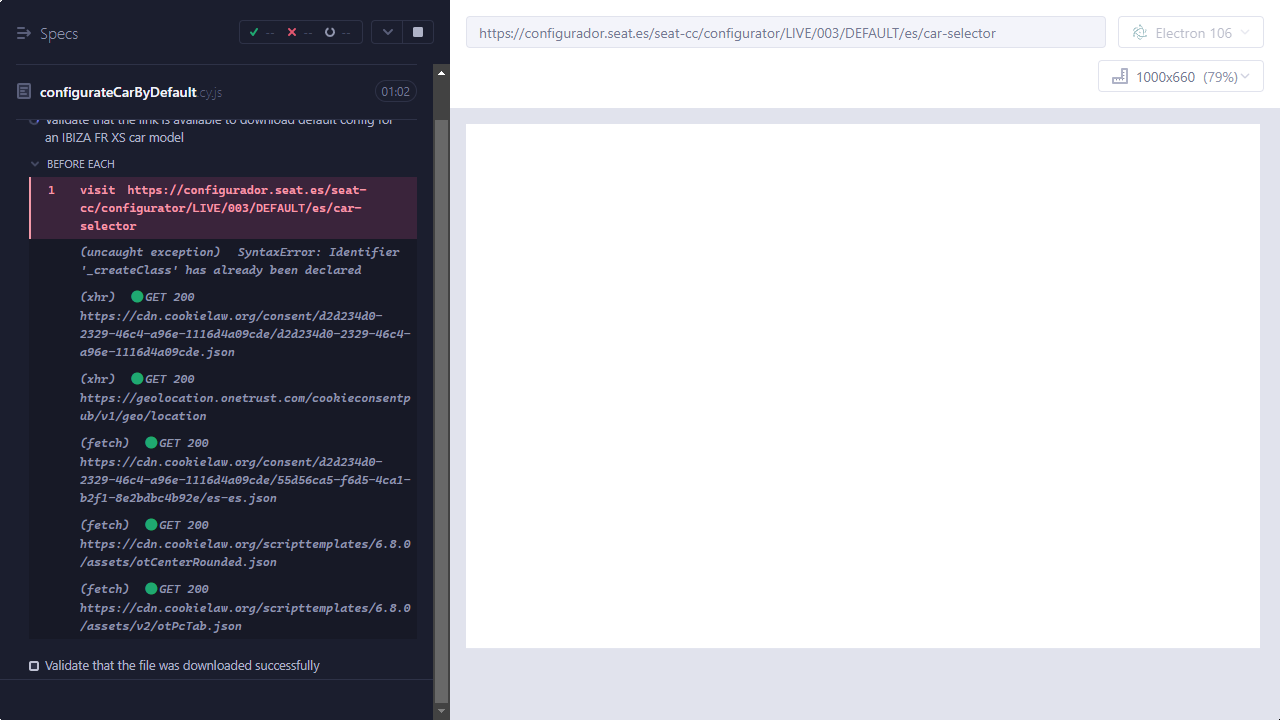 Specs
--
--
--
https://configurador.seat.es/seat-cc/configurator/LIVE/003/DEFAULT/es/car-selector
Electron 106
1000x660 (79%)
configurateCarByDefault.cy.js
01:02
Validate that the link is available to download default config for
an IBIZA FR XS car model
BEFORE EACH
1 visit https://configurador.seat.es/seat-
cc/configurator/LIVE/003/DEFAULT/es/car-
selector
(uncaught exception) SyntaxError: Identifier
'_createClass' has already been declared
(xhr) GET 200
https://cdn.cookielaw.org/consent/d2d234d0-
2329-46c4-a96e-1116d4a09cde/d2d234d0-2329-46c4-
a96e-1116d4a09cde.json
(xhr) GET 200
https://geolocation.onetrust.com/cookieconsentp
ub/v1/geo/location
(fetch) GET 200
https://cdn.cookielaw.org/consent/d2d234d0-
2329-46c4-a96e-1116d4a09cde/55d56ca5-f6d5-4ca1-
b2f1-8e2bdbc4b92e/es-es.json
(fetch) GET 200
https://cdn.cookielaw.org/scripttemplates/6.8.0
/assets/otCenterRounded.json
(fetch) GET 200
https://cdn.cookielaw.org/scripttemplates/6.8.0
/assets/v2/otPcTab.json
Validate that the file was downloaded successfully